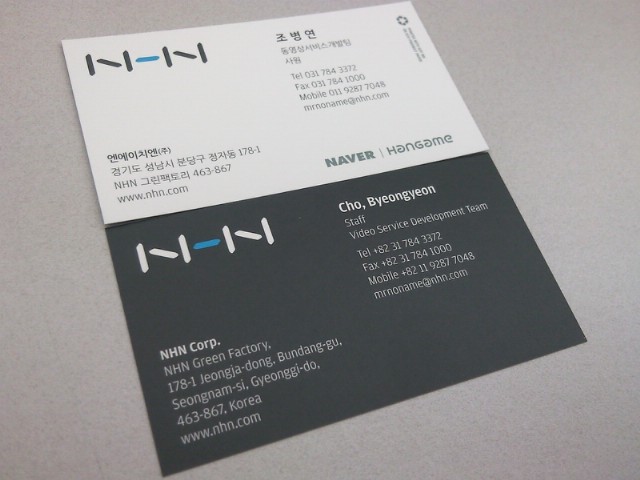 NHN
조 병 연
동영상서비스개발팀
사원
Tel 031 784 3372
Fax 031 784 1000
Mobile 011 9287 7048
mrnoname@nhn.com
엔에이치엔(주)
경기도 성남시 분당구 정자동 178-1
NHN 그린팩토리 463-867
www.nhn.com
NAVER | Hangame
NHN
Cho, Byeongyeon
Staff
Video Service Development Team
Tel +82 31 784 3372
Fax +82 31 784 1000
Mobile +82 11 9287 7048
mrnoname@nhn.com
NHN Corp.
NHN Green Factory,
178-1 Jeongja-dong, Bundang-gu,
Seongnam-si, Gyeonggi-do,
463-867, Korea
www.nhn.com